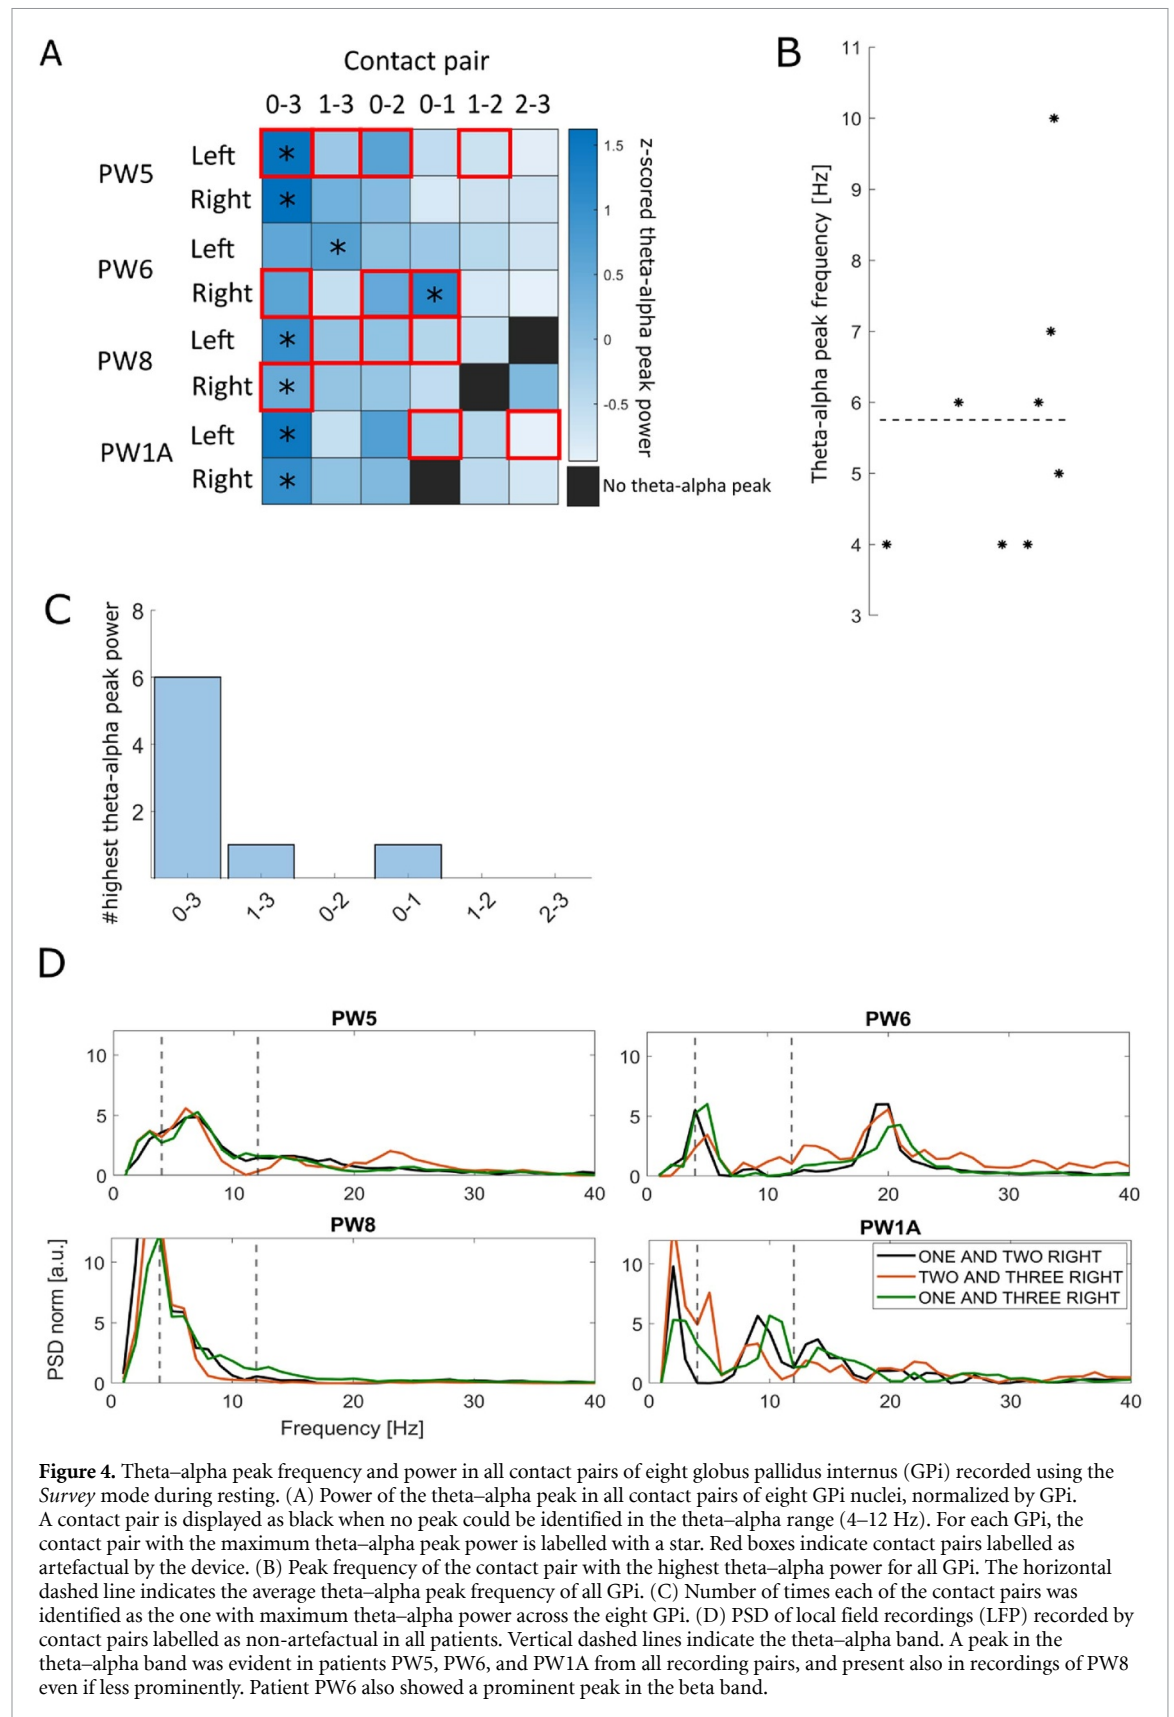 A
Contact pair
0-3 1-3 0-2 0-1 1-2 2-3
PW5
Left
*
Right
*
PW6
Left
*
Right
*
PW8
Left
*
Right
*
PW1A
Left
*
Right
*
1.5
1
0.5
0
-0.5
z-scored theta-alpha peak power
No theta-alpha peak
B
Theta-alpha peak frequency [Hz]
11
10
9
8
7
6
5
4
3
C
#highest theta-alpha peak power
8
6
4
2
0-3 1-3 0-2 0-1 1-2 2-3
D
PW5
10
5
0
0 10 20 30 40
PW6
10
5
0
0 10 20 30 40
PW8
PSD norm [a.u.]
10
5
0
0 10 20 30 40
Frequency [Hz]
PW1A
ONE AND TWO RIGHT
TWO AND THREE RIGHT
ONE AND THREE RIGHT
10
5
0
0 10 20 30 40
Figure 4. Theta–alpha peak frequency and power in all contact pairs of eight globus pallidus internus (GPi) recorded using the
Survey mode during resting. (A) Power of the theta–alpha peak in all contact pairs of eight GPi nuclei, normalized by GPi.
A contact pair is displayed as black when no peak could be identified in the theta–alpha range (4–12 Hz). For each GPi, the
contact pair with the maximum theta–alpha peak power is labelled with a star. Red boxes indicate contact pairs labelled as
artefactual by the device. (B) Peak frequency of the contact pair with the highest theta–alpha power for all GPi. The horizontal
dashed line indicates the average theta–alpha peak frequency of all GPi. (C) Number of times each of the contact pairs was
identified as the one with maximum theta–alpha power across the eight GPi. (D) PSD of local field recordings (LFP) recorded by
contact pairs labelled as non-artefactual in all patients. Vertical dashed lines indicate the theta–alpha band. A peak in the
theta–alpha band was evident in patients PW5, PW6, and PW1A from all recording pairs, and present also in recordings of PW8
even if less prominently. Patient PW6 also showed a prominent peak in the beta band.